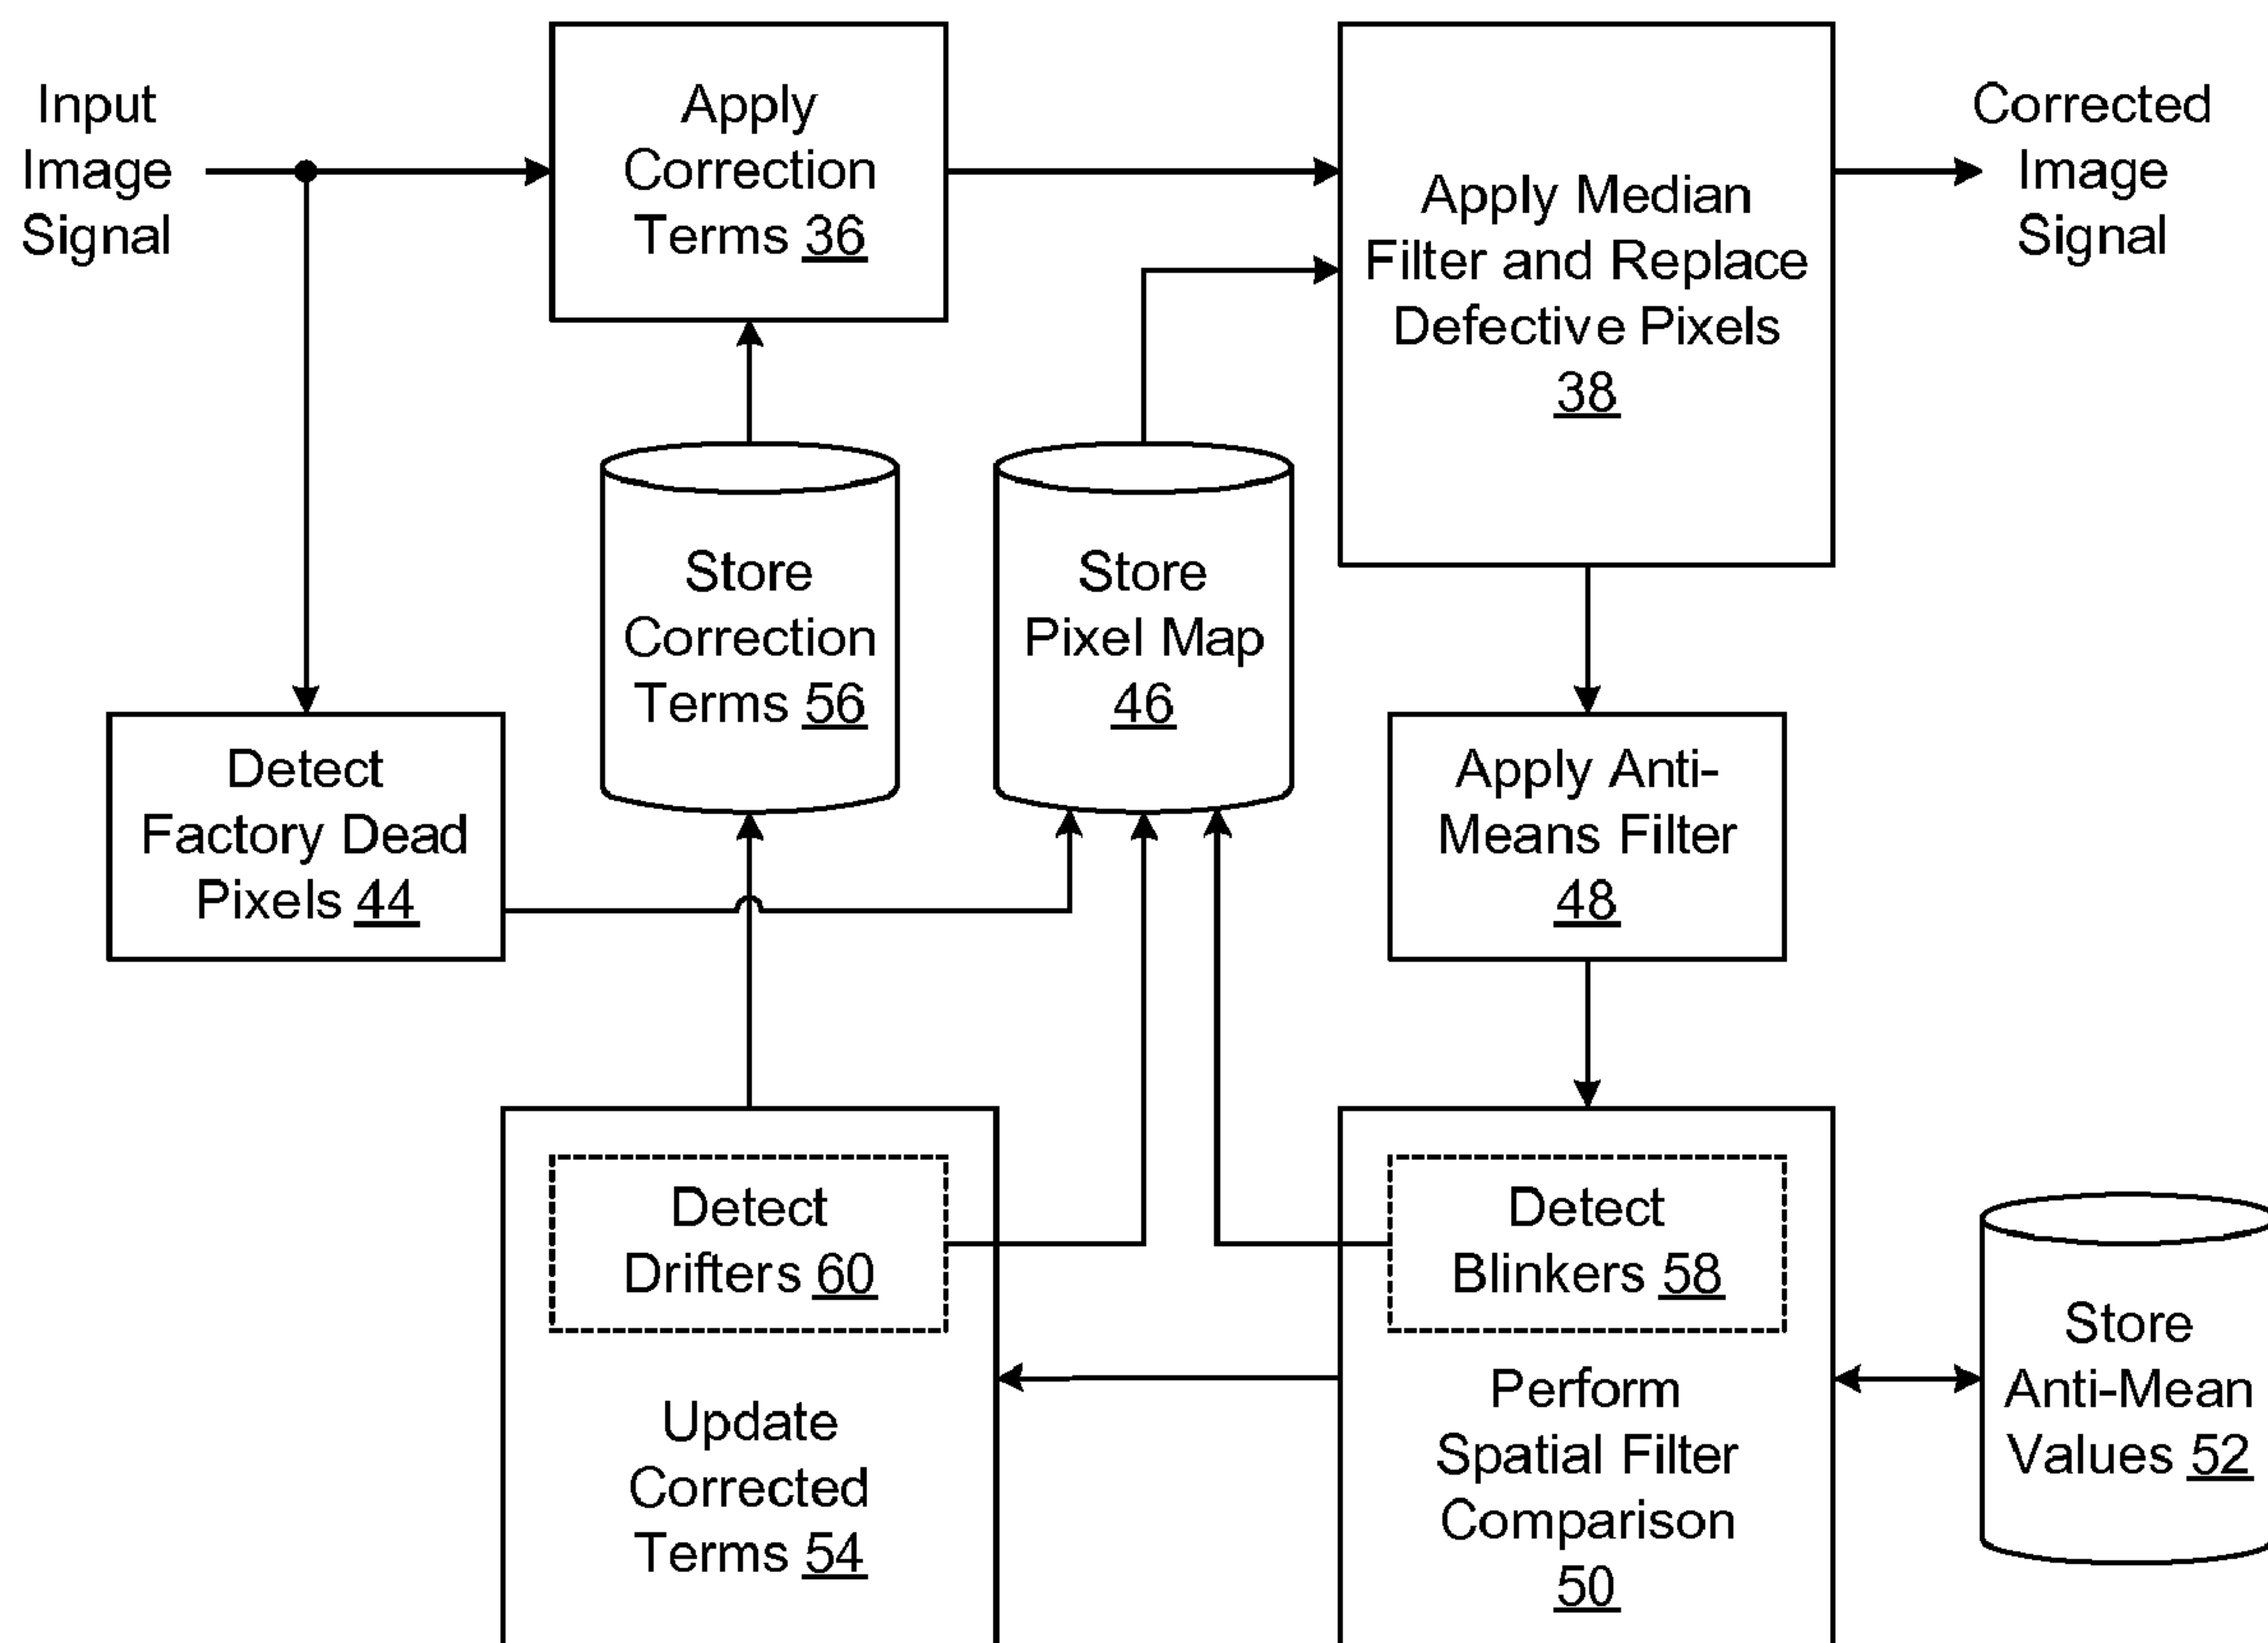 Input
Image
Signal
Apply
Correction
Terms 36
Apply Median
Filter and Replace
Defective Pixels
38
Corrected
Image
Signal
Store
Correction
Terms 56
Store
Pixel Map
46
Detect
Factory Dead
Pixels 44
Apply Anti-
Means Filter
48
Detect
Drifters 60
Update
Corrected
Terms 54
Detect
Blinkers 58
Perform
Spatial Filter
Comparison
50
Store
Anti-Mean
Values 52